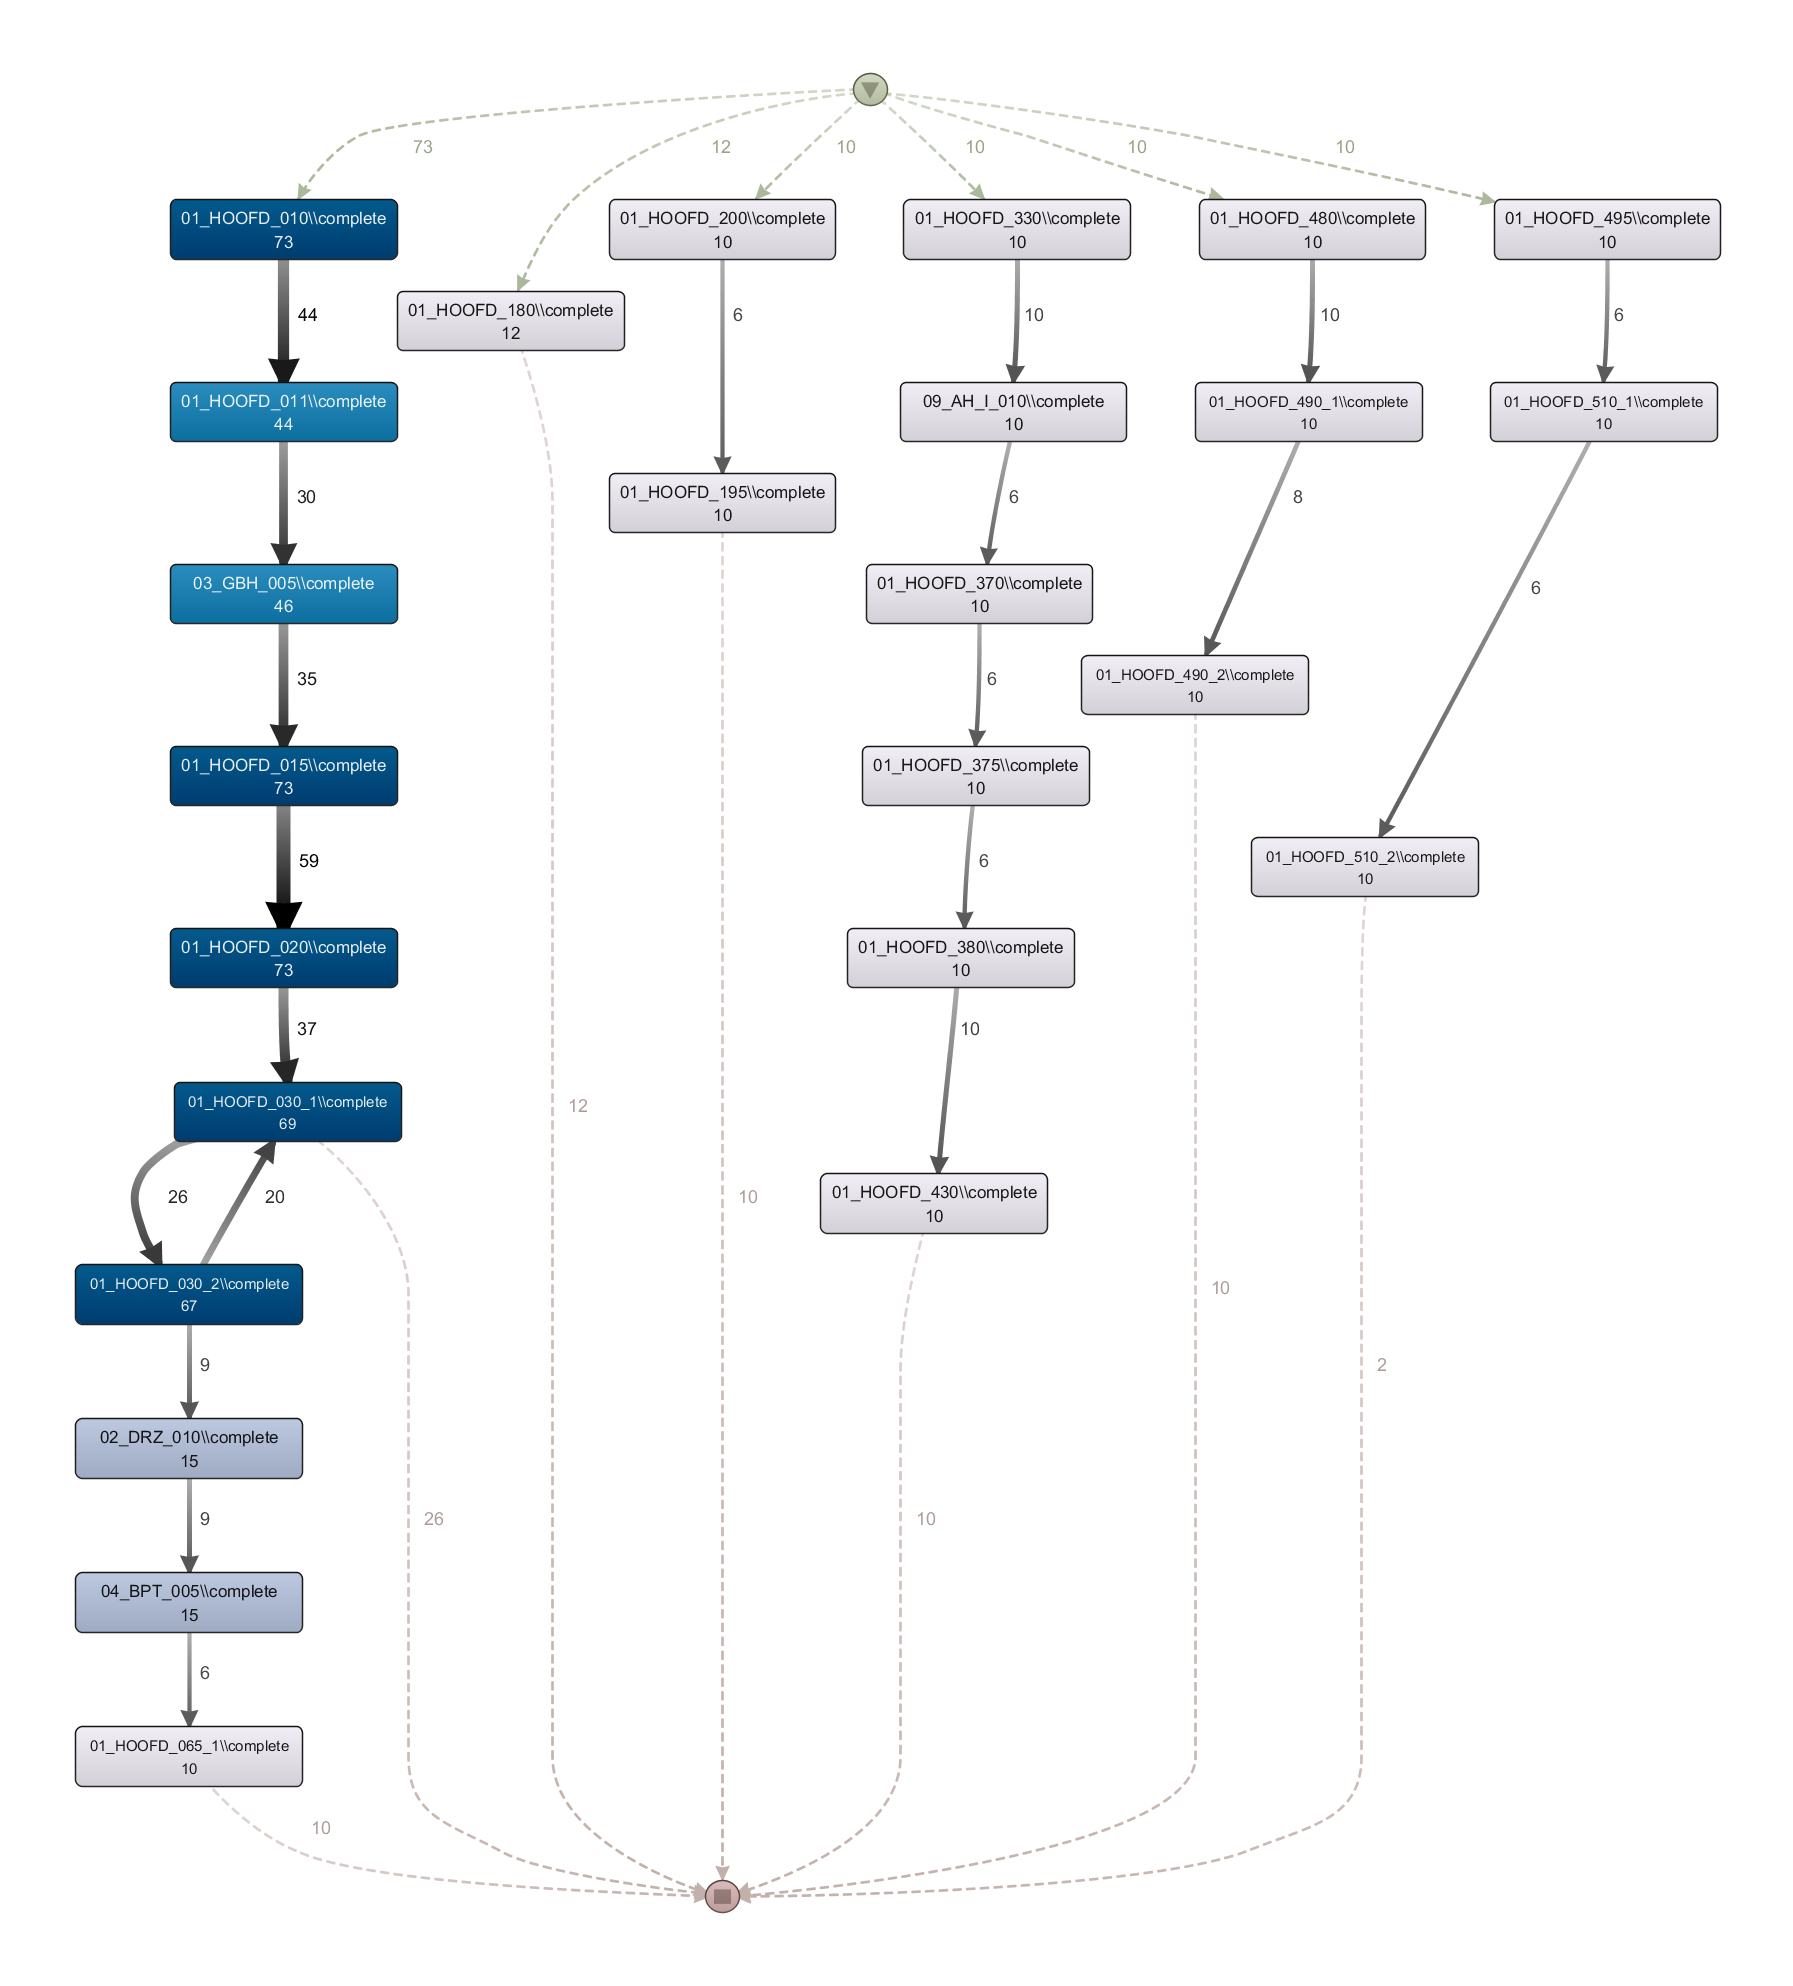 73
12
10
10
10
10
01_HOOFD_010\\complete
73
01_HOOFD_200\\complete
10
01_HOOFD_330\\complete
10
01_HOOFD_480\\complete
10
01_HOOFD_495\\complete
10
01_HOOFD_180\\complete
12
44
6
10
10
6
01_HOOFD_011\\complete
44
09_AH_I_010\\complete
10
01_HOOFD_490_1\\complete
10
01_HOOFD_510_1\\complete
10
30
01_HOOFD_195\\complete
10
6
8
03_GBH_005\\complete
46
01_HOOFD_370\\complete
10
6
35
6
01_HOOFD_490_2\\complete
10
01_HOOFD_015\\complete
73
01_HOOFD_375\\complete
10
59
6
01_HOOFD_510_2\\complete
10
01_HOOFD_020\\complete
73
01_HOOFD_380\\complete
10
37
10
01_HOOFD_030_1\\complete
69
12
26
20
10
01_HOOFD_430\\complete
10
01_HOOFD_030_2\\complete
67
10
9
2
02_DRZ_010\\complete
15
9
26
10
04_BPT_005\\complete
15
6
01_HOOFD_065_1\\complete
10
10